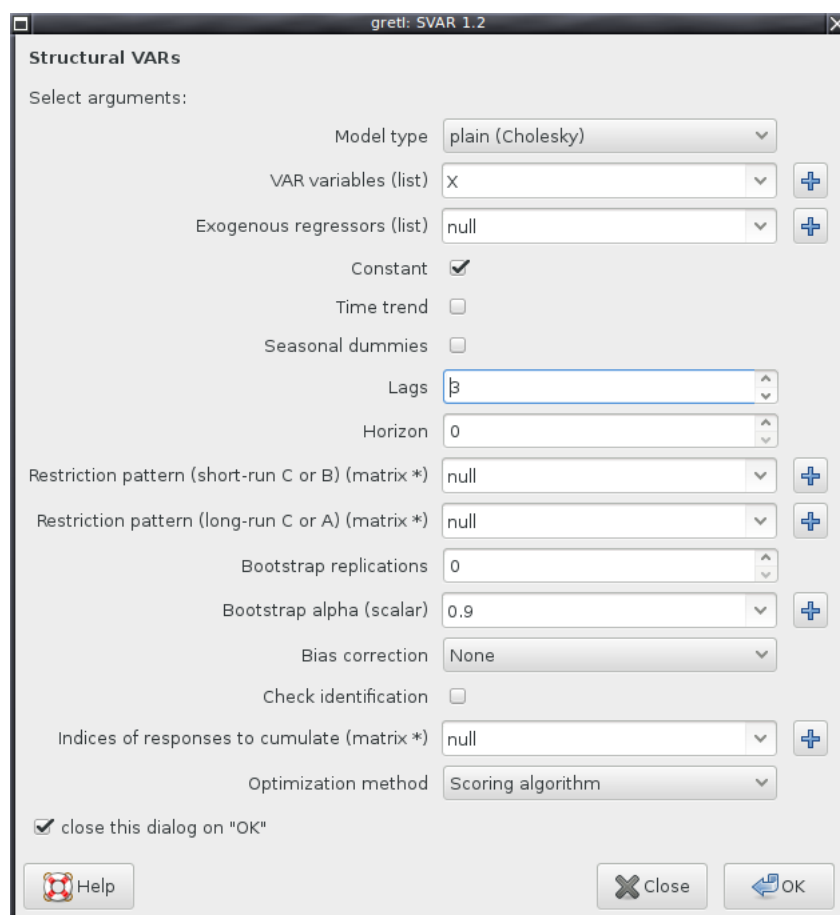 gretl: SVAR 1.2
Structural VARs
Select arguments:
Model type plain (Cholesky)
VAR variables (list) X
Exogenous regressors (list) null
Constant
Time trend
Seasonal dummies
Lags 3
Horizon 0
Restriction pattern (short-run C or B) (matrix *) null
Restriction pattern (long-run C or A) (matrix *) null
Bootstrap replications 0
Bootstrap alpha (scalar) 0.9
Bias correction None
Check identification
Indices of responses to cumulate (matrix *) null
Optimization method Scoring algorithm
close this dialog on "OK"
Help Close OK